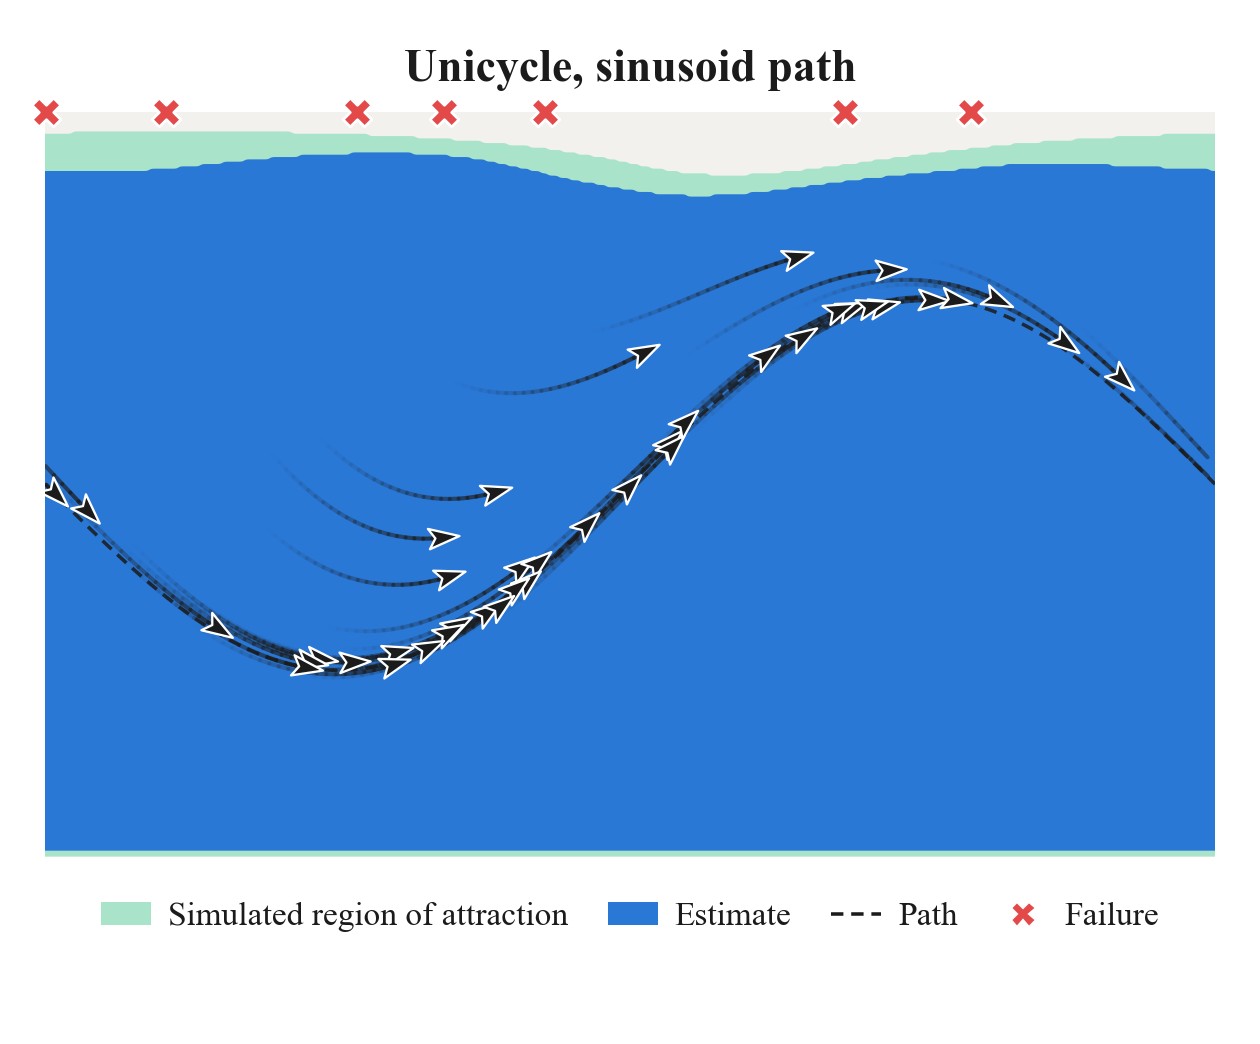 Unicycle, sinusoid path
Simulated region of attraction Estimate Path Failure